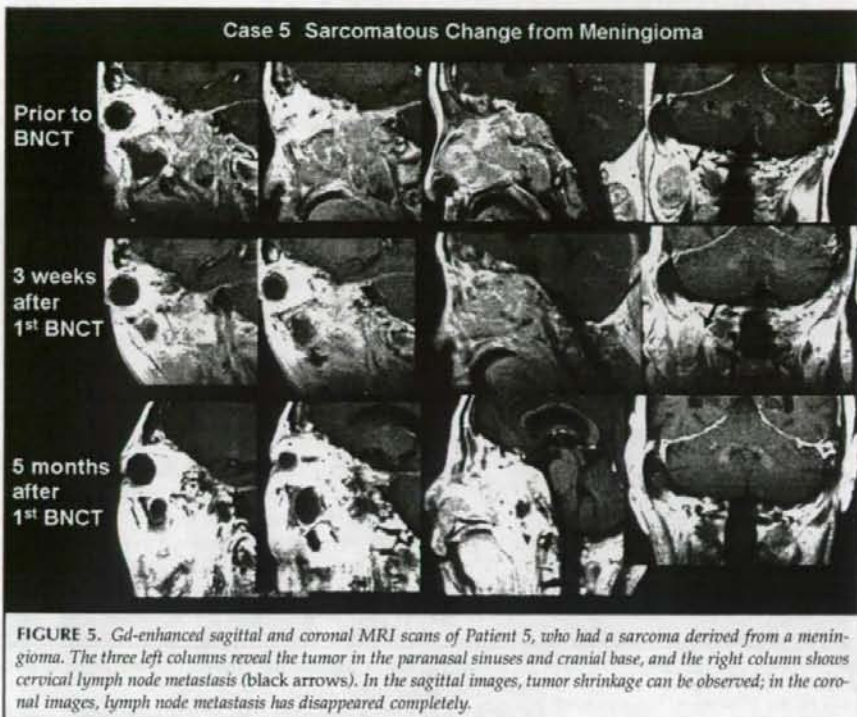 Case 5 Sarcomatous Change from Meningioma
Prior to
BNCT
3 weeks
after
1st BNCT
5 months
after
1st BNCT
FIGURE 5. Gd-enhanced sagittal and coronal MRI scans of Patient 5, who had a sarcoma derived from a menin-
gioma. The three left columns reveal the tumor in the paranasal sinuses and cranial base, and the right column shows
cervical lymph node metastasis (black arrows). In the sagittal images, tumor shrinkage can be observed; in the coro-
nal images, lymph node metastasis has disappeared completely.